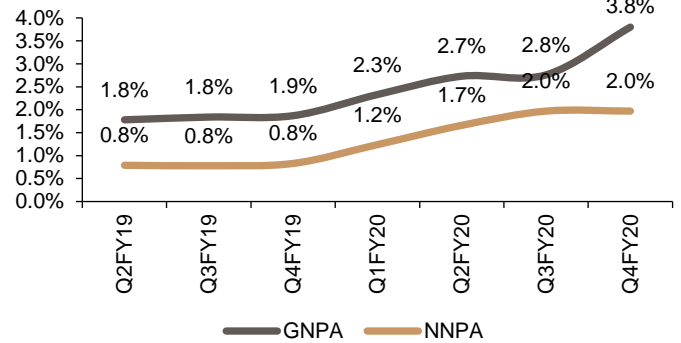 4.0%
3.5%
3.0%
2.5%
2.0%
1.5%
1.0%
0.5%
0.0%
1.8% 1.8% 1.9% 2.3% 2.7% 2.8% 3.8%
0.8% 0.8% 0.8% 1.2% 1.7% 2.0% 2.0%
Q2FY19
Q3FY19
Q4FY19
Q1FY20
Q2FY20
Q3FY20
Q4FY20
GNPA NNPA